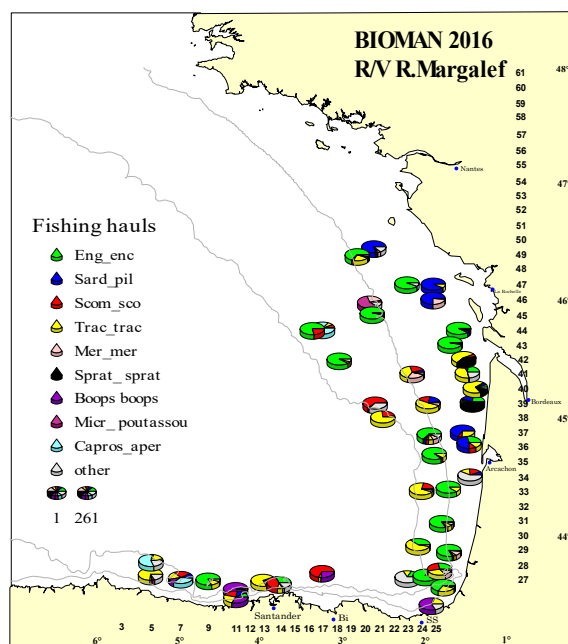 BIOMAN 2016
R/V R.Margalef
61
48°
60
59
58
57
56
55
Nantes
54
47°
53
52
51
Fishing hauls
50
Eng_enc
49
Sard_pil
48
Scom_sco
47
La Rochelle
46
46°
Trac_trac
45
Mer_mer
44
43
Sprat_ sprat
42
41
Boops boops
40
Bordeaux
39
45°
Micr_ poutassou
38
37
Capros_aper
36
35
Arcachon
other
34
33
32
1 261
31
30
44°
29
28
27
Santander
Bi
SS
3 5 7 9 11 12 13 14 15 16 17 18 19 20 21 22 23 24 25
6° 5° 4° 3° 2° 1°